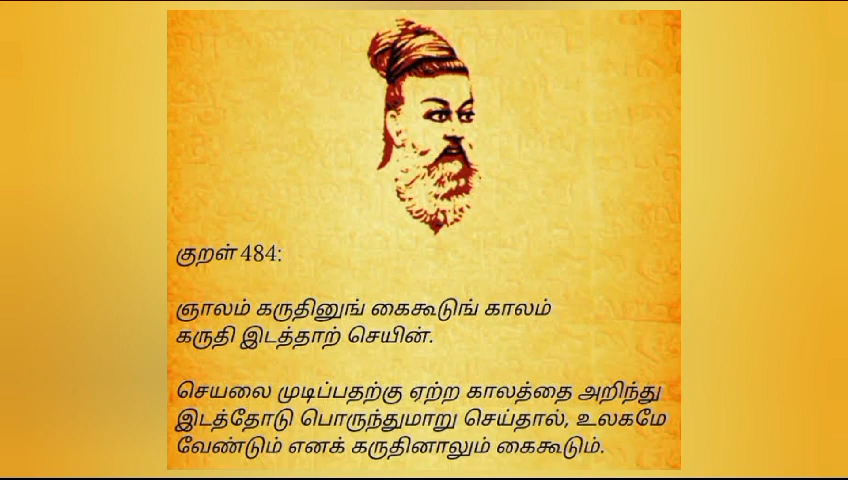 குறள் 484:
ஞாலம் கருதினுங் கைகூடுங் காலம்
கருதி இடத்தாற் செயின்.
செயலை முடிப்பதற்கு ஏற்ற காலத்தை அறிந்து
இடத்தோடு பொருந்துமாறு செய்தால், உலகமே
வேண்டும் எனக் கருதினாலும் கைகூடும்.